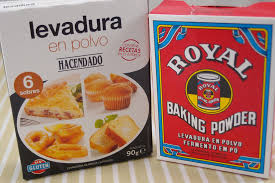 levadura
en polvo
HACENDADO
6
sobres
RECETAS
SIN GLUTEN
90g
ROYAL
ROYAL
BAKING POWDER
LEVADURA EN POLVO
FERMENTO EM PÓ